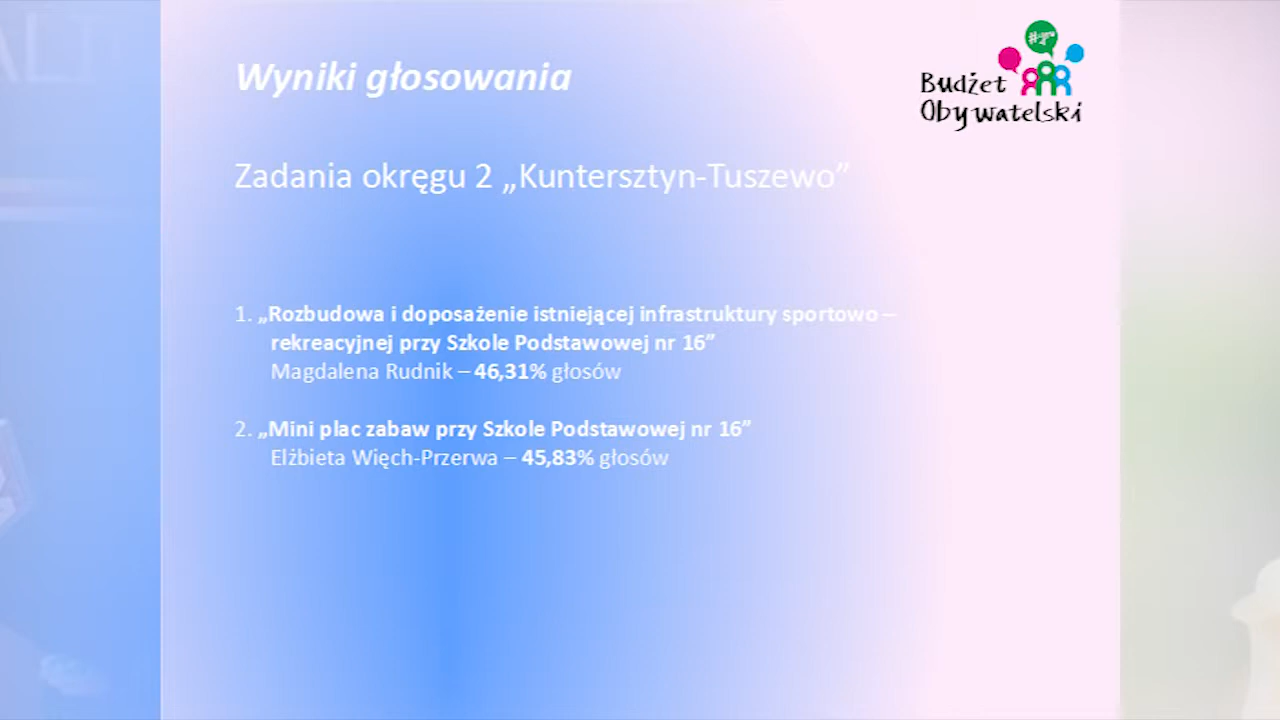 Wyniki głosowania
#gru
Budżet
Obywatelski
Zadania okręgu 2 „Kuntersztyn-Tuszewo”
1. „Rozbudowa i doposażenie istniejącej infrastruktury sportowo –
rekreacyjnej przy Szkole Podstawowej nr 16”
Magdalena Rudnik – 46,31% głosów
2. „Mini plac zabaw przy Szkole Podstawowej nr 16”
Elżbieta Więch-Przerwa – 45,83% głosów